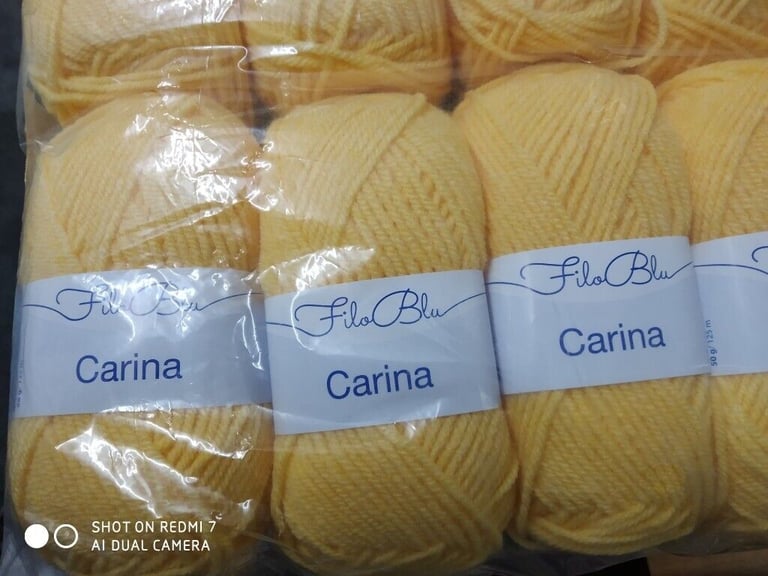 FiloBlu
Carina
FiloBlu
Carina
FiloBlu
Carina
50 g/125 m
SHOT ON REDMI 7
AI DUAL CAMERA